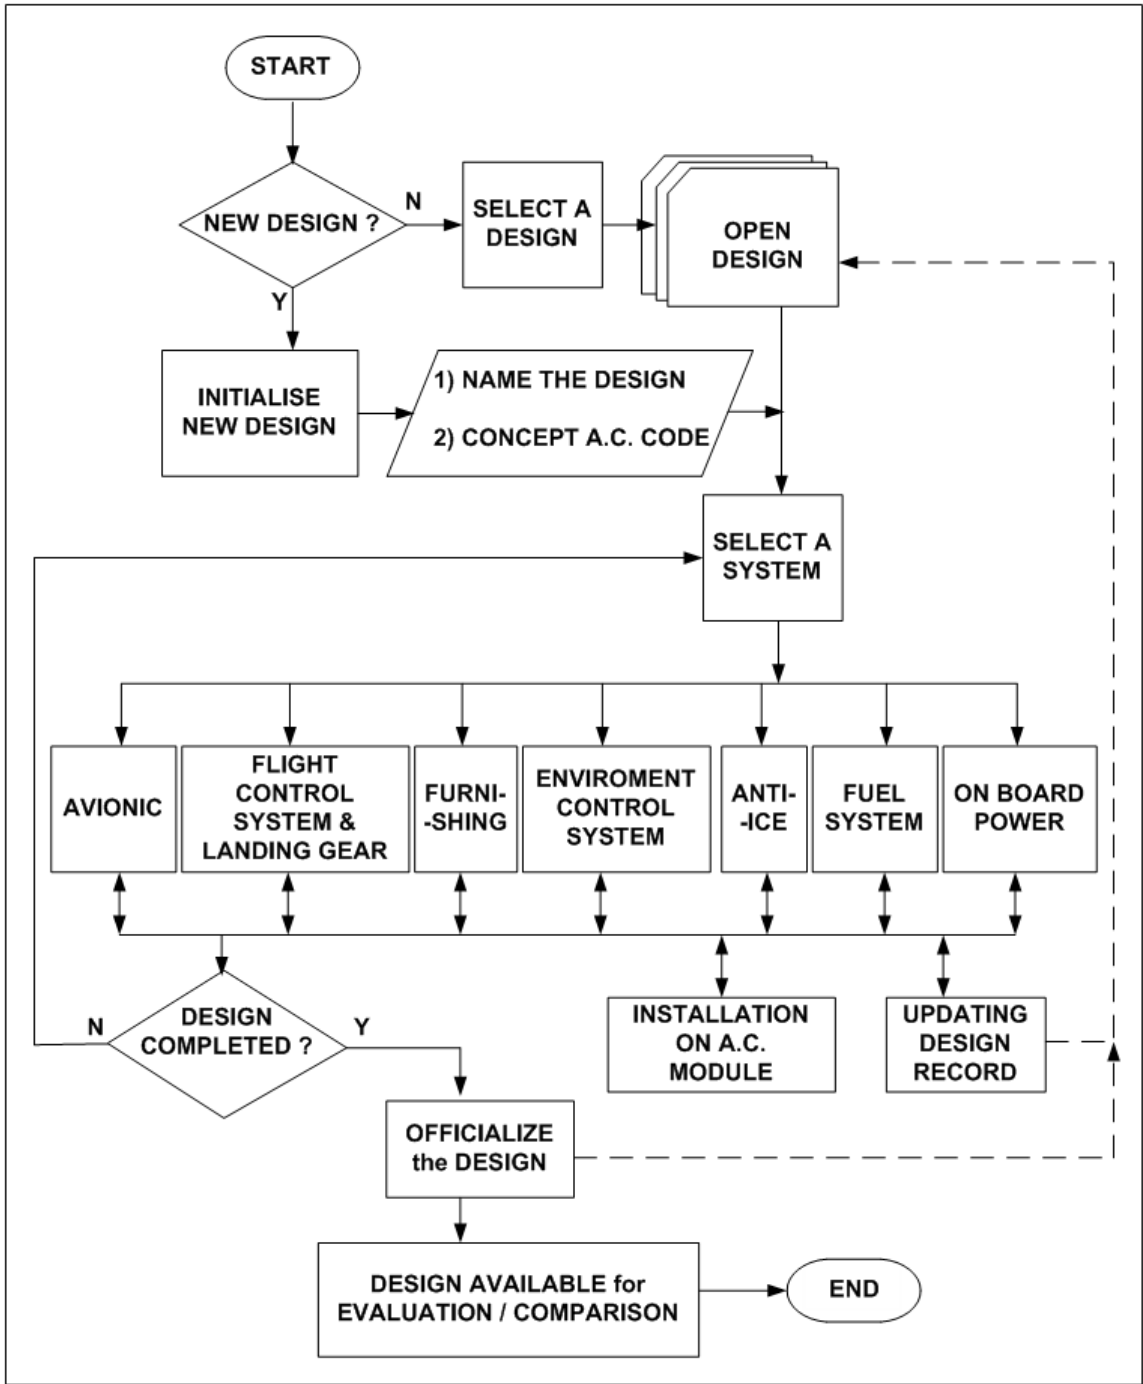 START
NEW DESIGN ?
N
SELECT A
DESIGN
OPEN
DESIGN
Y
INITIALISE
NEW DESIGN
1) NAME THE DESIGN
2) CONCEPT A.C. CODE
SELECT A
SYSTEM
AVIONIC
FLIGHT
CONTROL
SYSTEM &
LANDING GEAR
FURNI-
-SHING
ENVIROMENT
CONTROL
SYSTEM
ANTI-
-ICE
FUEL
SYSTEM
ON BOARD
POWER
N
DESIGN
COMPLETED ?
Y
INSTALLATION
ON A.C.
MODULE
UPDATING
DESIGN
RECORD
OFFICIALIZE
the DESIGN
DESIGN AVAILABLE for
EVALUATION / COMPARISON
END